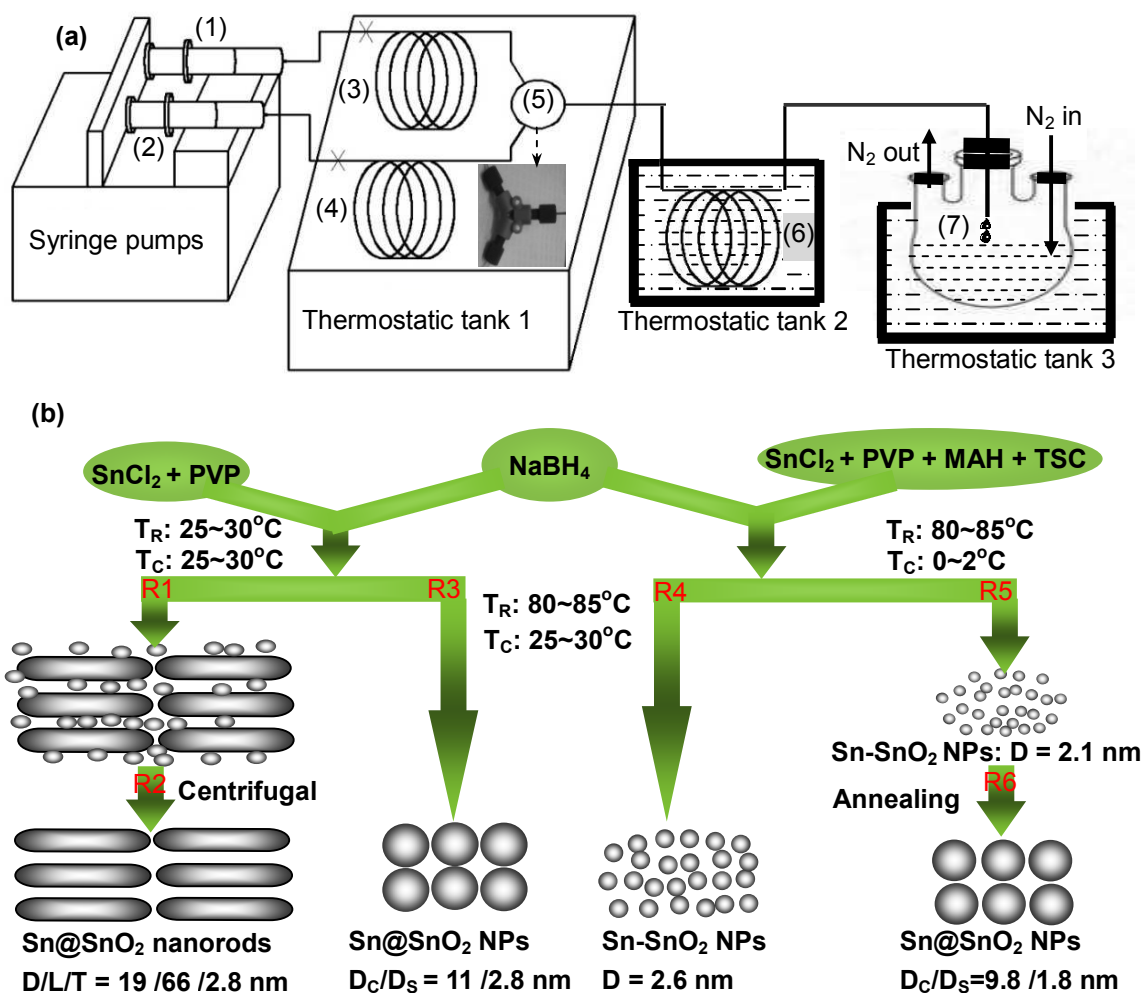 (a)
(1)
(2)
(3)
(4)
(5)
(6)
(7)
N₂ out
N₂ in
Syringe pumps
Thermostatic tank 1
Thermostatic tank 2
Thermostatic tank 3
(b)
SnCl₂ + PVP
NaBH₄
SnCl₂ + PVP + MAH + TSC
T_R: 25~30°C
T_C: 25~30°C
T_R: 80~85°C
T_C: 0~2°C
R1
R3
R4
R5
T_R: 80~85°C
T_C: 25~30°C
Sn-SnO₂ NPs: D = 2.1 nm
R2
Centrifugal
Annealing
R6
Sn@SnO₂ nanorods
D/L/T = 19 /66 /2.8 nm
Sn@SnO₂ NPs
D_C/D_S = 11 /2.8 nm
Sn-SnO₂ NPs
D = 2.6 nm
Sn@SnO₂ NPs
D_C/D_S=9.8 /1.8 nm